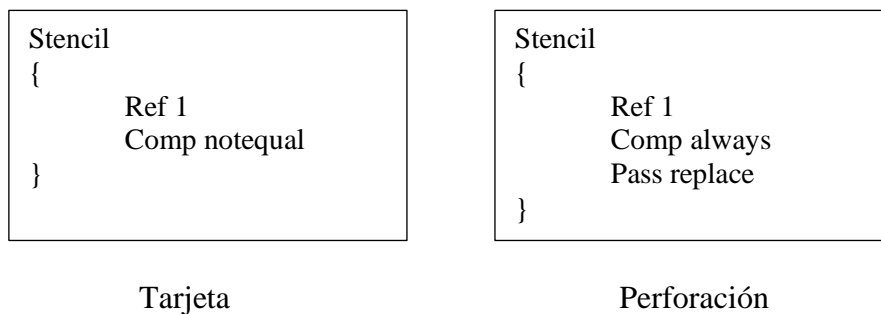 Stencil
{
Ref 1
Comp notequal
}
Tarjeta
Stencil
{
Ref 1
Comp always
Pass replace
}
Perforación